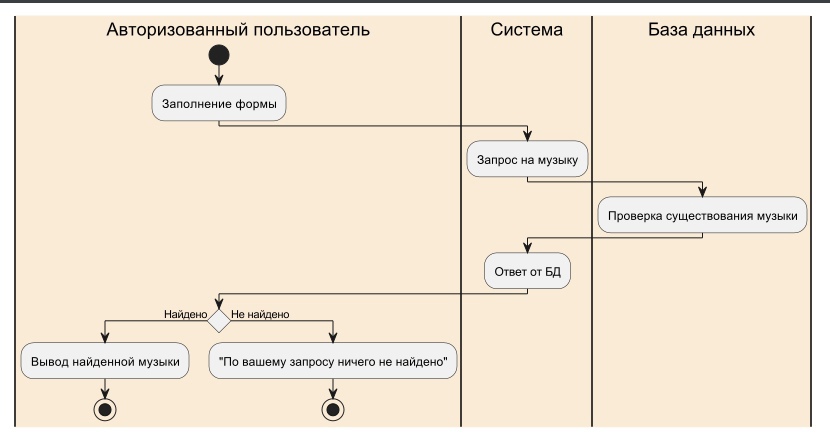 Авторизованный пользователь
Система
База данных
Заполнение формы
Запрос на музыку
Проверка существования музыки
Ответ от БД
Найдено
Не найдено
Вывод найденной музыки
"По вашему запросу ничего не найдено"